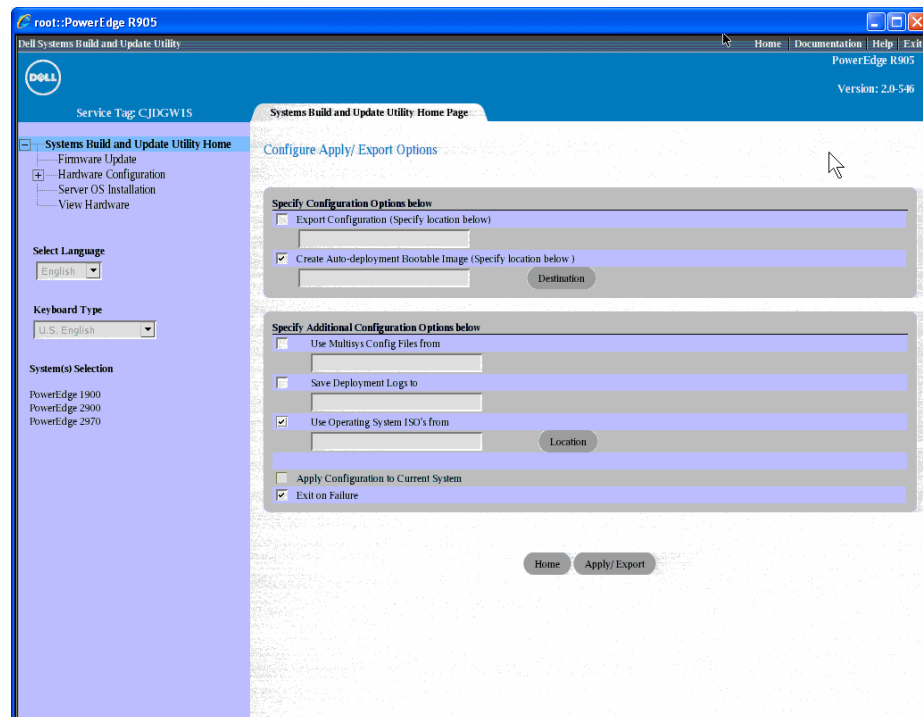 root::PowerEdge R905
Dell Systems Build and Update Utility
Home Documentation Help Exit
PowerEdge R905
DELL
Version: 2.0-546
Service Tag: CJDGW1S
Systems Build and Update Utility Home Page
Systems Build and Update Utility Home
Firmware Update
Hardware Configuration
Server OS Installation
View Hardware
Select Language
English
Keyboard Type
U.S. English
System(s) Selection
PowerEdge 1900
PowerEdge 2900
PowerEdge 2970
Configure Apply/ Export Options
Specify Configuration Options below
Export Configuration (Specify location below)
Create Auto-deployment Bootable Image (Specify location below )
Destination
Specify Additional Configuration Options below
Use Multisys Config Files from
Save Deployment Logs to
Use Operating System ISO's from
Location
Apply Configuration to Current System
Exit on Failure
Home Apply/ Export